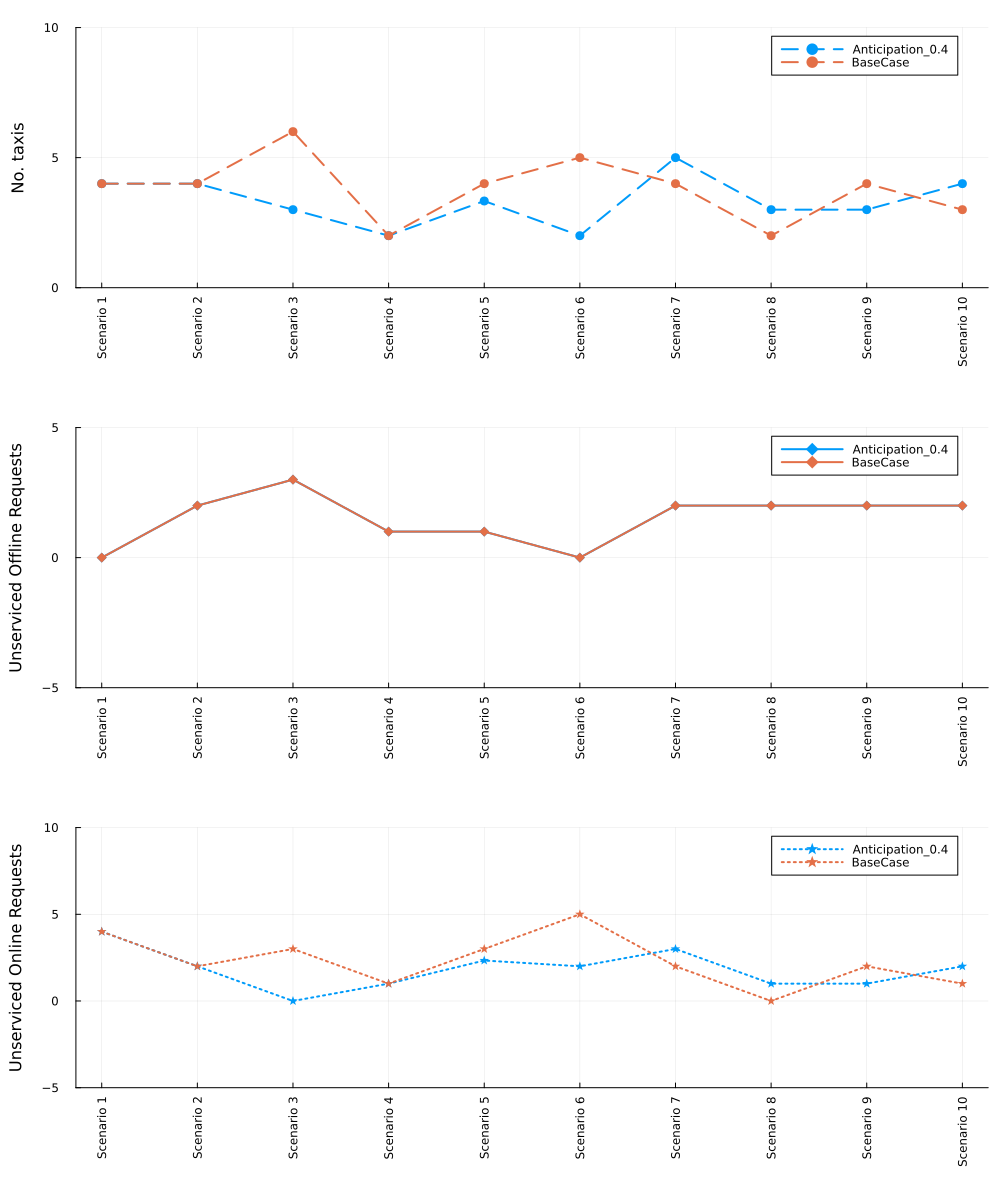 No. taxis
10
5
0
Anticipation_0.4
BaseCase
Scenario 1
Scenario 2
Scenario 3
Scenario 4
Scenario 5
Scenario 6
Scenario 7
Scenario 8
Scenario 9
Scenario 10
Unserviced Offline Requests
5
0
−5
Anticipation_0.4
BaseCase
Scenario 1
Scenario 2
Scenario 3
Scenario 4
Scenario 5
Scenario 6
Scenario 7
Scenario 8
Scenario 9
Scenario 10
Unserviced Online Requests
10
5
0
−5
Anticipation_0.4
BaseCase
Scenario 1
Scenario 2
Scenario 3
Scenario 4
Scenario 5
Scenario 6
Scenario 7
Scenario 8
Scenario 9
Scenario 10